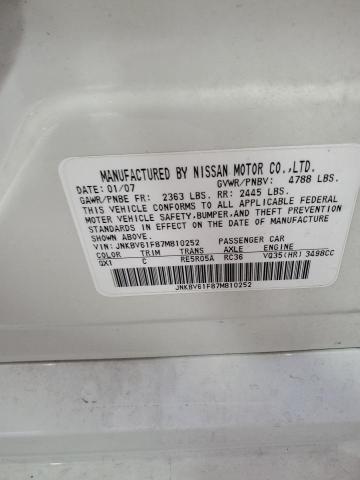 MANUFACTURED BY NISSAN MOTOR CO.,LTD.
DATE: 01/07 GVWR/PNBV: 4788 LBS.
GAWR/PNBE FR: 2363 LBS. RR: 2445 LBS.
THIS VEHICLE CONFORMS TO ALL APPLICABLE FEDERAL
MOTOR VEHICLE SAFETY, BUMPER, AND THEFT PREVENTION
STANDARDS IN EFFECT ON THE DATE OF MANUFACTURE
SHOWN ABOVE.
VIN: JNKBV61F87M810252 PASSENGER CAR
COLOR TRIM TRANS AXLE ENGINE
QX1 C RE5R05A RC36 VQ35(HR) 3498CC
JNKBV61F87M810252